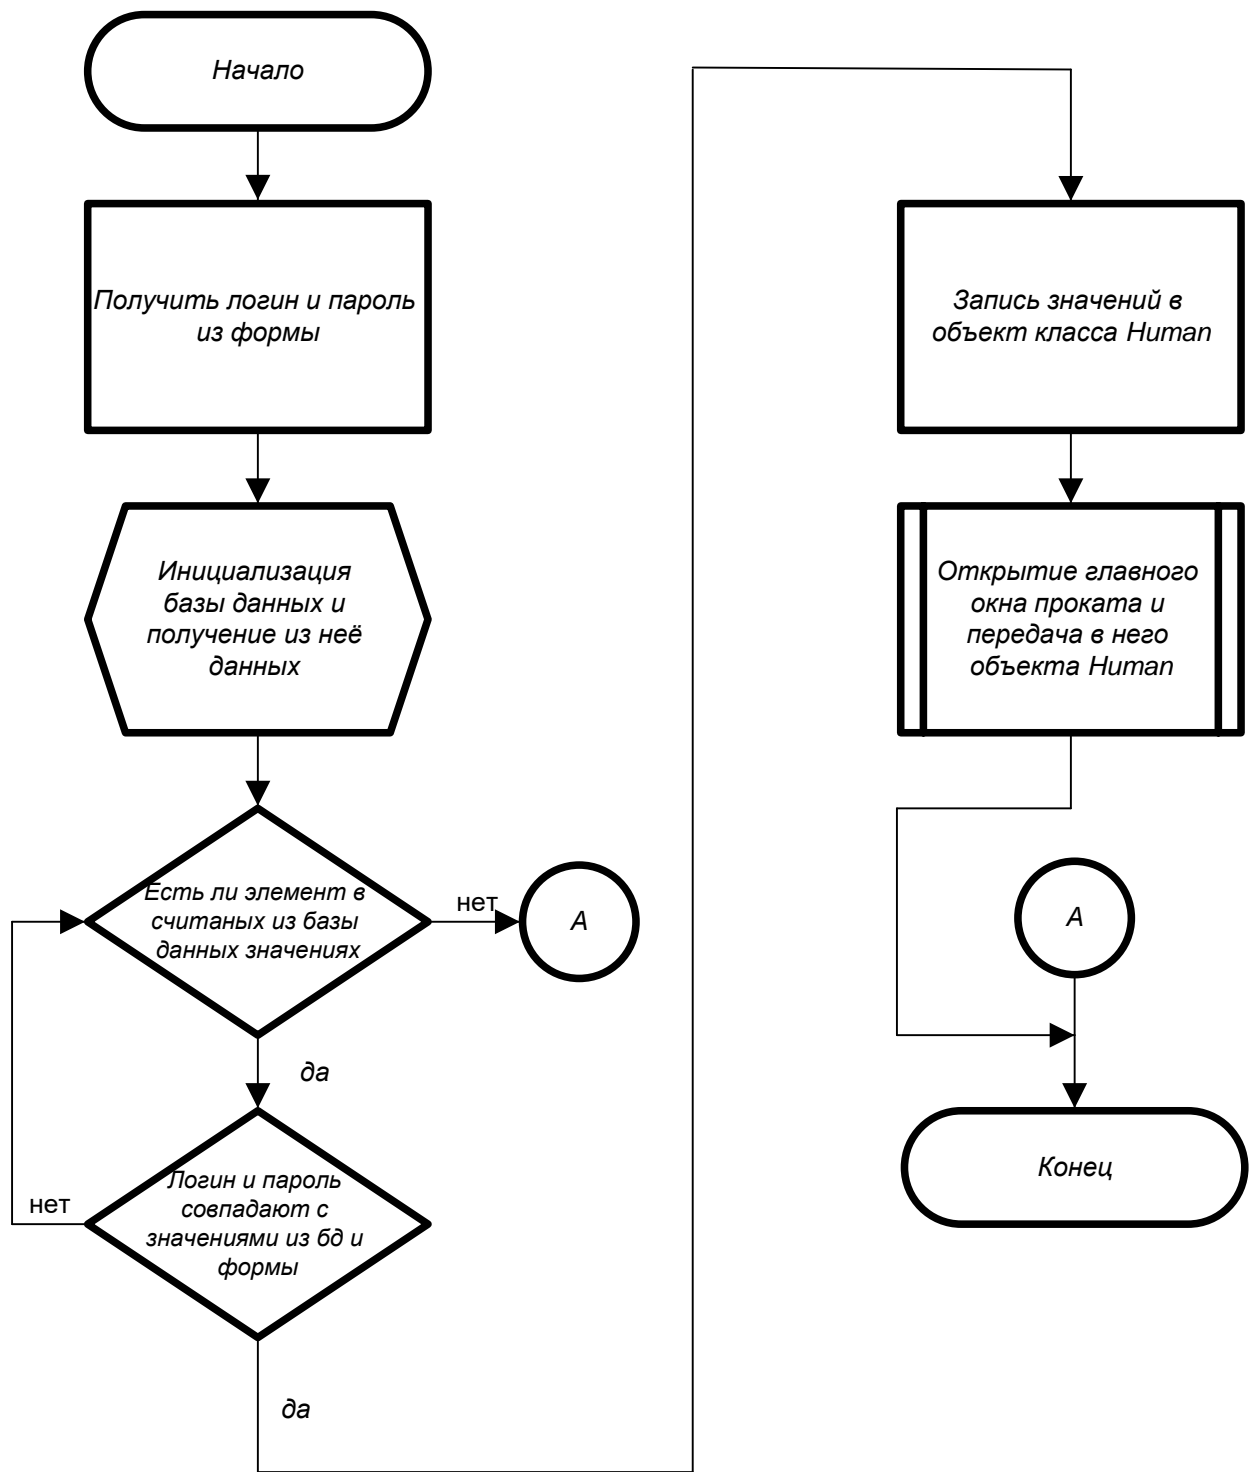 Начало
Получить логин и пароль
из формы
Инициализация
базы данных и
получение из неё
данных
Есть ли элемент в
считаных из базы
данных значениях
нет
А
да
Логин и пароль
совпадают с
значениями из бд и
формы
нет
да
Запись значений в
объект класса Human
Открытие главного
окна проката и
передача в него
объекта Human
А
Конец